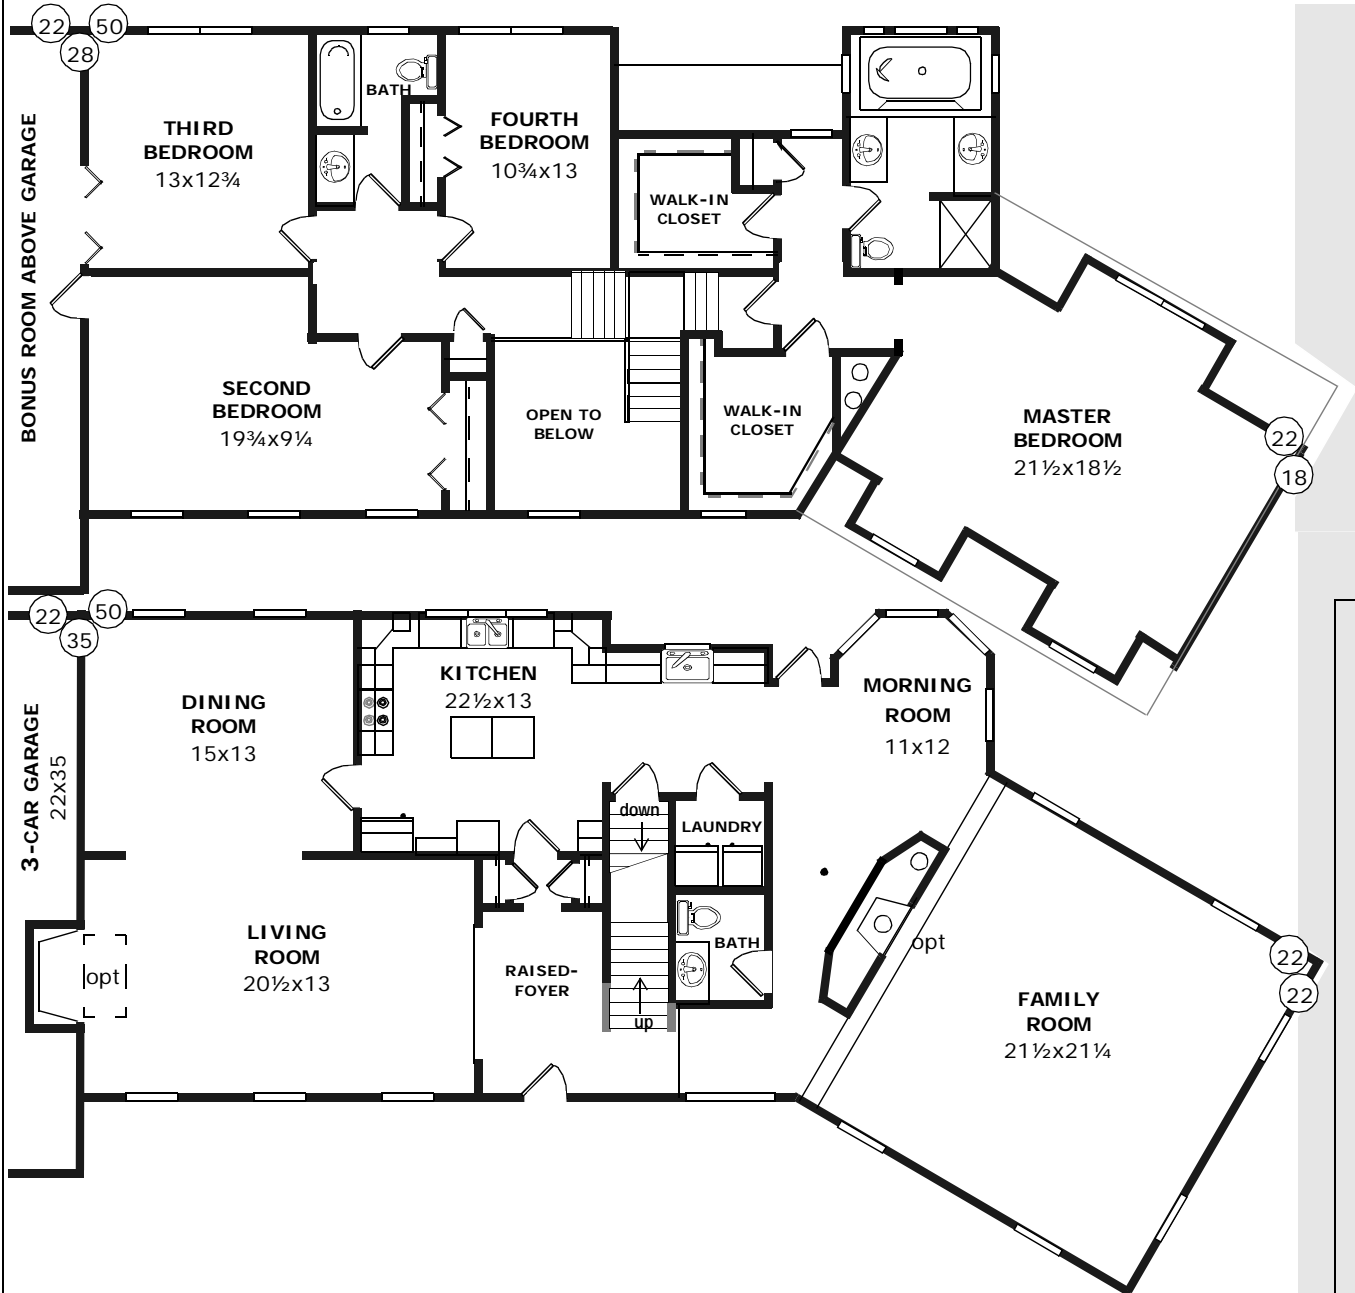 22
50
28
BONUS ROOM ABOVE GARAGE
THIRD
BEDROOM
13x12¾
BATH
FOURTH
BEDROOM
10¾x13
WALK-IN
CLOSET
SECOND
BEDROOM
19¾x9¼
OPEN TO
BELOW
WALK-IN
CLOSET
MASTER
BEDROOM
21½x18½
22
18
22
50
35
3-CAR GARAGE
22x35
DINING
ROOM
15x13
KITCHEN
22½x13
MORNING
ROOM
11x12
down
LAUNDRY
LIVING
ROOM
20½x13
opt
RAISED-
FOYER
BATH
up
opt
FAMILY
ROOM
21½x21¼
22
22